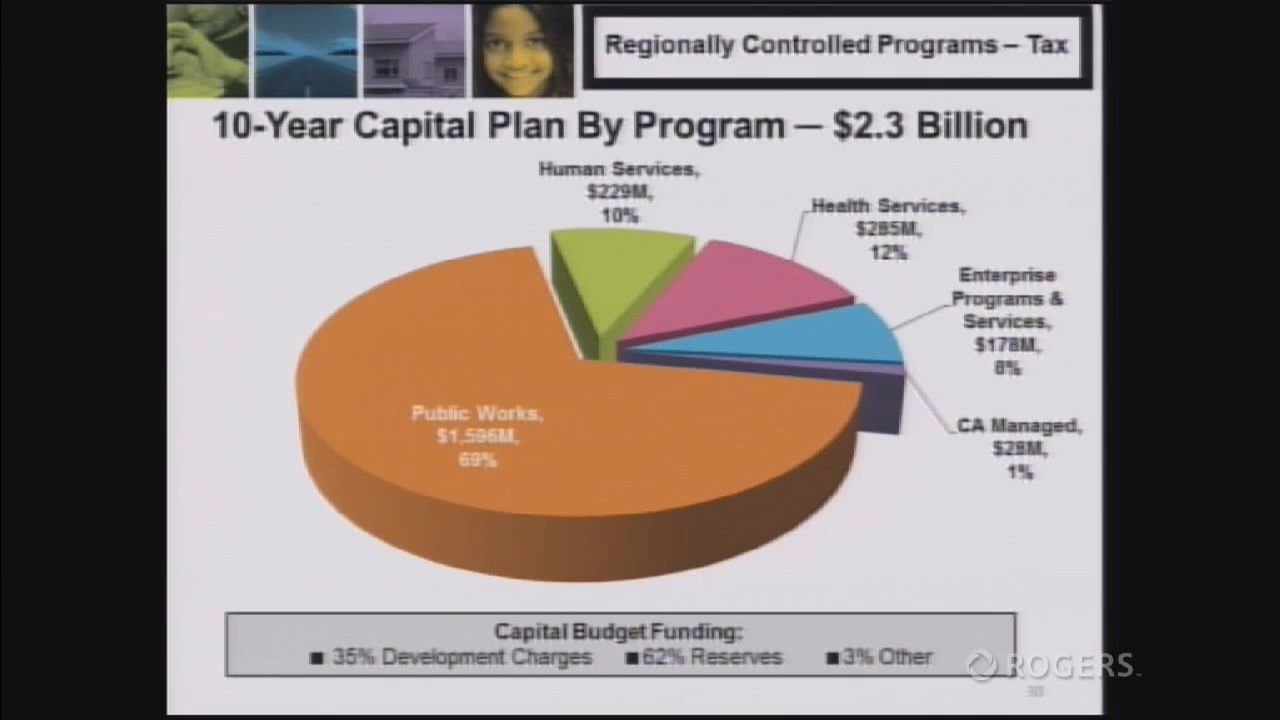 Regionally Controlled Programs – Tax
10-Year Capital Plan By Program — $2.3 Billion
Human Services,
$229M,
10%
Health Services,
$285M,
12%
Enterprise
Programs &
Services,
$178M,
8%
CA Managed,
$28M,
1%
Public Works,
$1,596M,
69%
Capital Budget Funding:
■ 35% Development Charges ■ 62% Reserves ■ 3% Other
ROGERS™
30